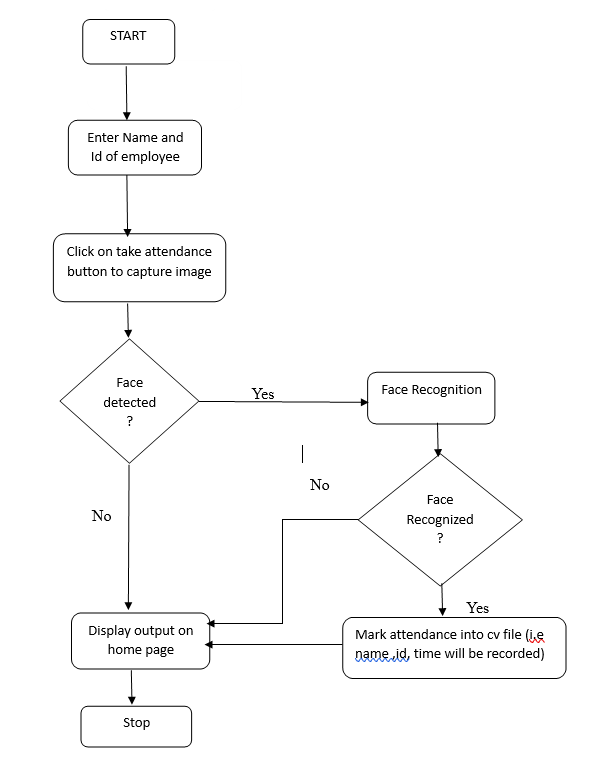 START
Enter Name and
Id of employee
Click on take attendance
button to capture image
Face
detected
?
Yes
Face Recognition
No
Face
Recognized
?
No
Yes
Display output on
home page
Mark attendance into cv file (i,e
name ,id, time will be recorded)
Stop